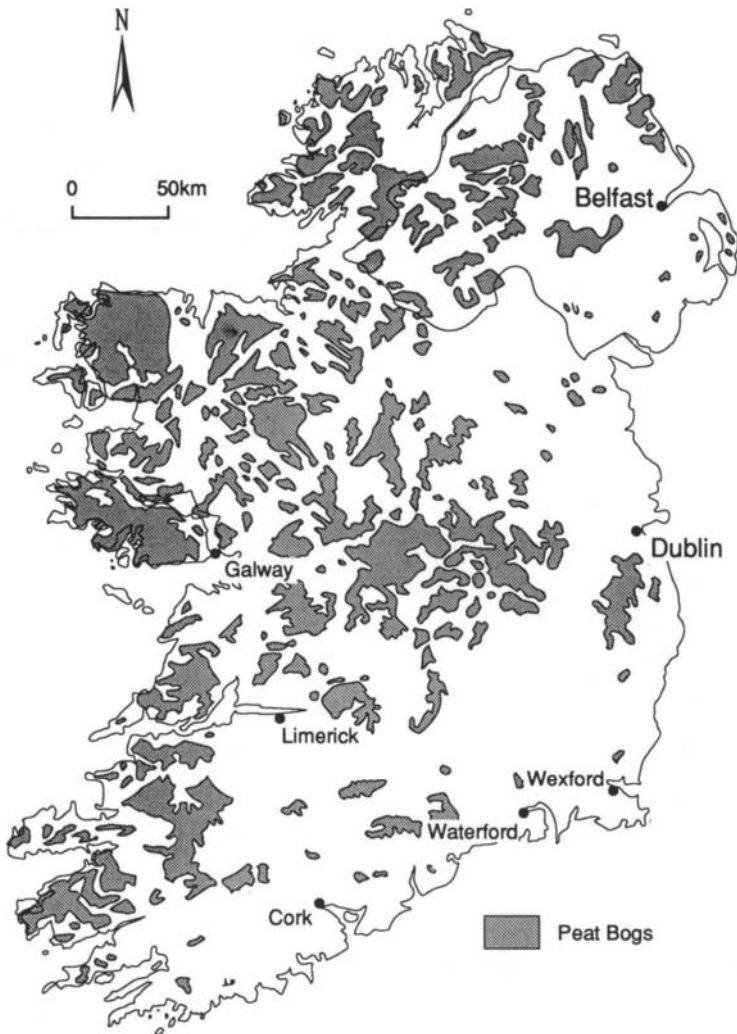 N
0 50km
Belfast
Dublin
Galway
Limerick
Wexford
Waterford
Cork
Peat Bogs